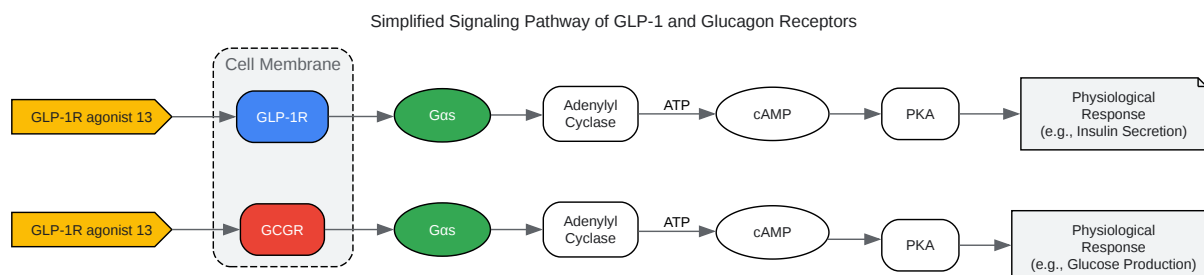 Simplified Signaling Pathway of GLP-1 and Glucagon Receptors
Cell Membrane
GLP-1R agonist 13
GLP-1R
Gαs
Adenylyl
Cyclase
ATP
cAMP
PKA
Physiological
Response
(e.g., Insulin Secretion)
GLP-1R agonist 13
GCGR
Gαs
Adenylyl
Cyclase
ATP
cAMP
PKA
Physiological
Response
(e.g., Glucose Production)